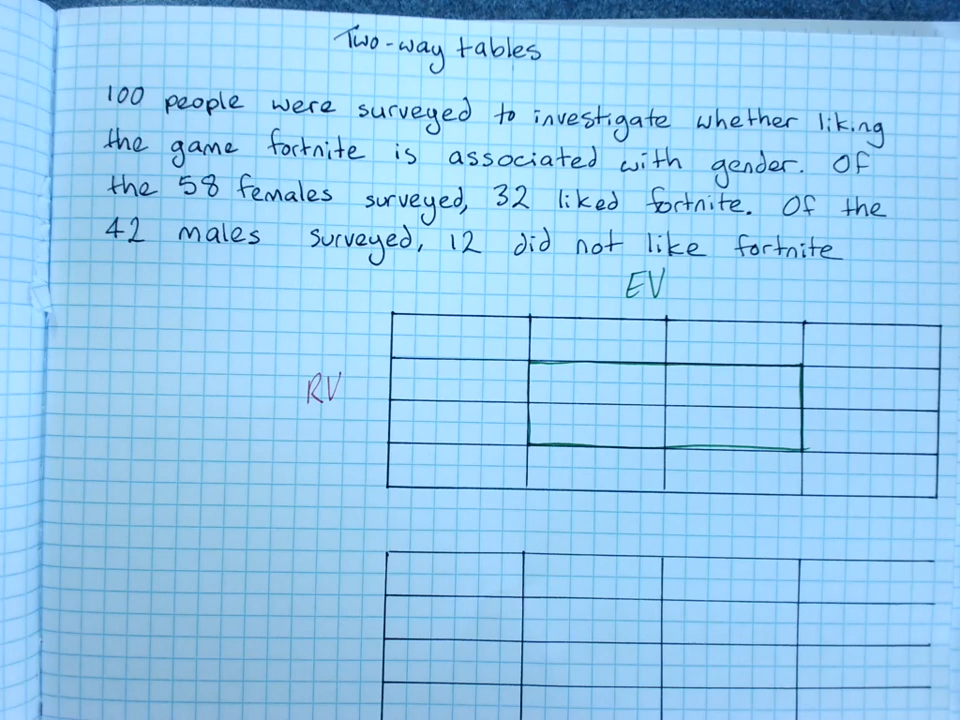 Two-way tables
100 people were surveyed to investigate whether liking
the game fortnite is associated with gender. Of
the 58 females surveyed, 32 liked fortnite. Of the
42 males surveyed, 12 did not like fortnite
EV
RV